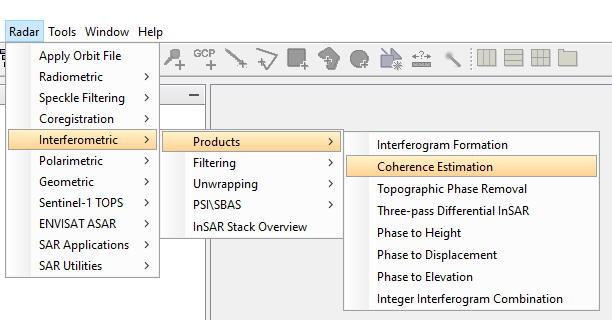 Radar Tools Window Help
GCP
Apply Orbit File
Radiometric
Speckle Filtering
Coregistration
Interferometric
Polarimetric
Geometric
Sentinel-1 TOPS
ENVISAT ASAR
SAR Applications
SAR Utilities
Products
Filtering
Unwrapping
PSI\SBAS
InSAR Stack Overview
Interferogram Formation
Coherence Estimation
Topographic Phase Removal
Three-pass Differential InSAR
Phase to Height
Phase to Displacement
Phase to Elevation
Integer Interferogram Combination